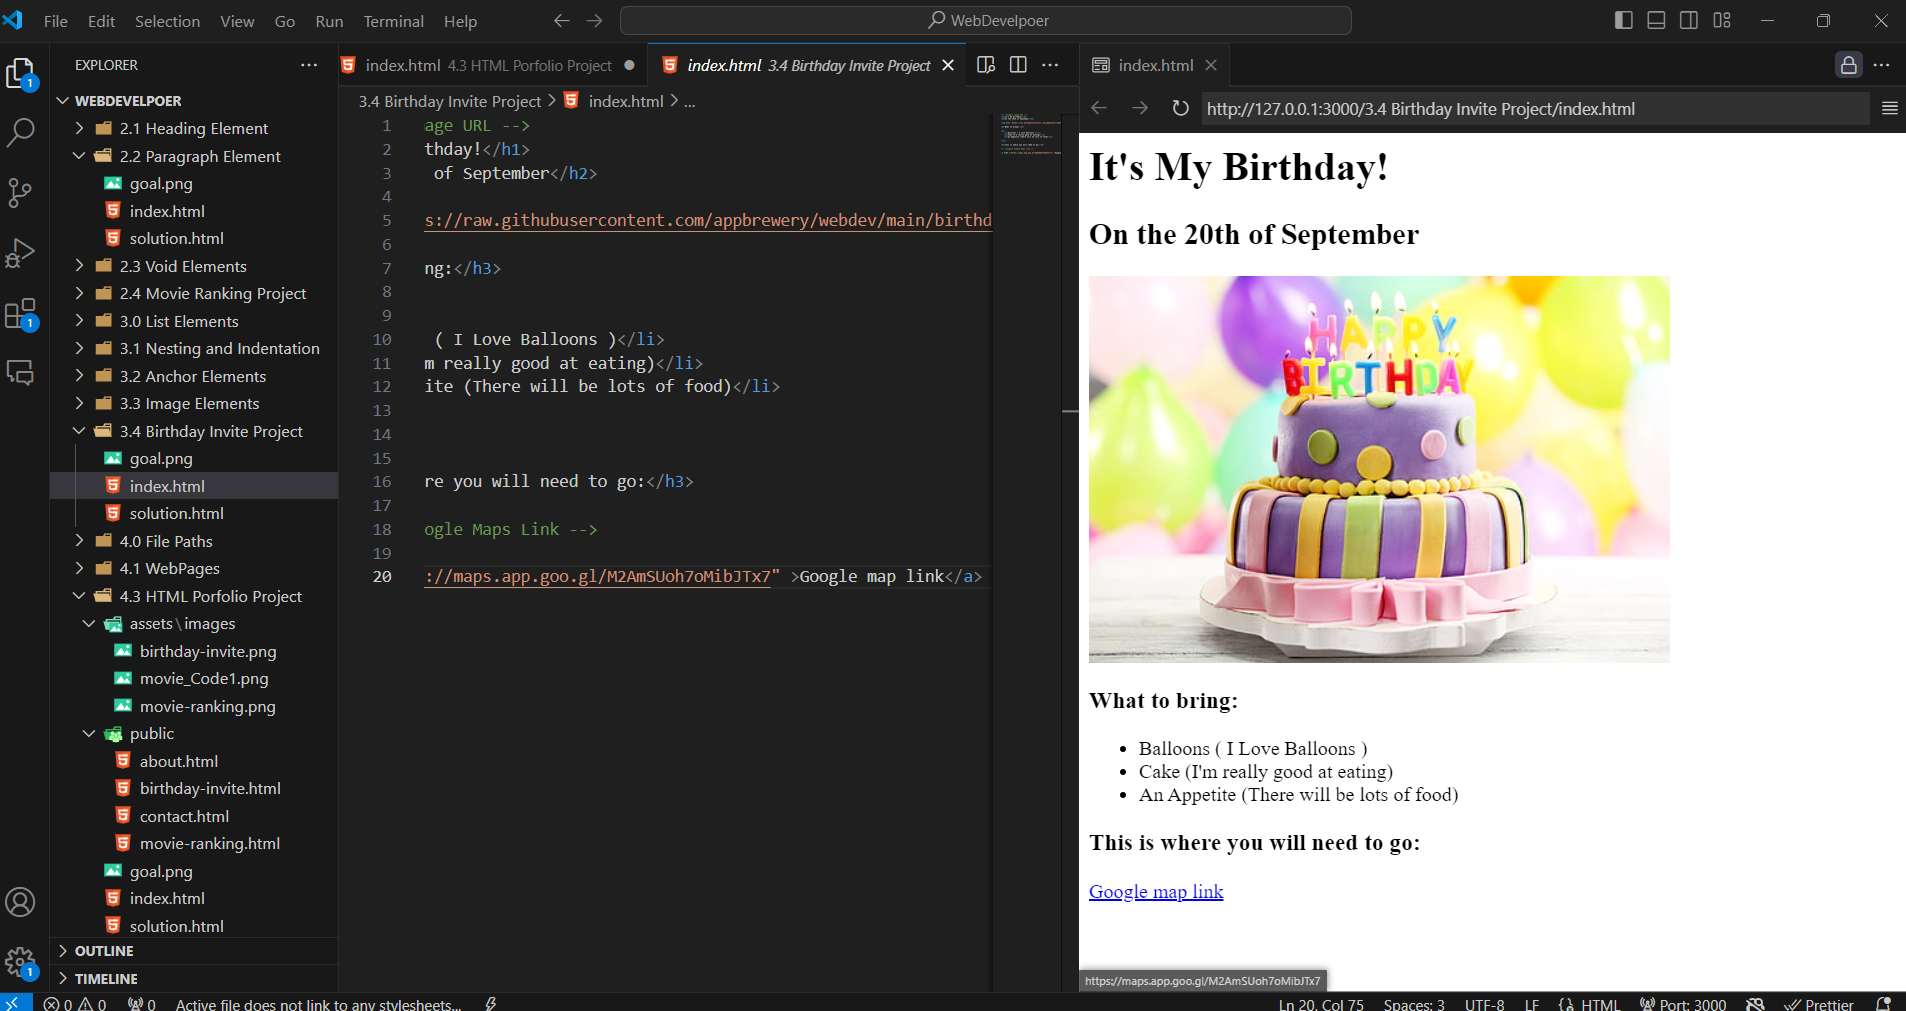 File Edit Selection View Go Run Terminal Help
WebDevelpoer
EXPLORER
WEBDEVELPOER
2.1 Heading Element
2.2 Paragraph Element
goal.png
index.html
solution.html
2.3 Void Elements
2.4 Movie Ranking Project
3.0 List Elements
3.1 Nesting and Indentation
3.2 Anchor Elements
3.3 Image Elements
3.4 Birthday Invite Project
goal.png
index.html
solution.html
4.0 File Paths
4.1 WebPages
4.3 HTML Porfolio Project
assets\images
birthday-invite.png
movie_Code1.png
movie-ranking.png
public
about.html
birthday-invite.html
contact.html
movie-ranking.html
goal.png
index.html
solution.html
OUTLINE
TIMELINE
1
1
1
index.html 4.3 HTML Porfolio Project
index.html 3.4 Birthday Invite Project
3.4 Birthday Invite Project > index.html > ...
1 age URL -->
2 thday!</h1>
3 of September</h2>
4
5 s://raw.githubusercontent.com/appbrewery/webdev/main/birthd
6
7 ng:</h3>
8
9
10 ( I Love Balloons )</li>
11 m really good at eating)</li>
12 ite (There will be lots of food)</li>
13
14
15
16 re you will need to go:</h3>
17
18 ogle Maps Link -->
19
20 ://maps.app.goo.gl/M2AmSUoh7oMibJTx7" >Google map link</a>
index.html
http://127.0.0.1:3000/3.4 Birthday Invite Project/index.html
It's My Birthday!
On the 20th of September
HAPPY
BIRTHDAY
What to bring:
• Balloons ( I Love Balloons )
• Cake (I'm really good at eating)
• An Appetite (There will be lots of food)
This is where you will need to go:
Google map link
https://maps.app.goo.gl/M2AmSUoh7oMibJTx7
0 0 0 Active file does not link to any stylesheets...
Ln 20, Col 75 Spaces: 3 UTF-8 LF HTML Port: 3000 Prettier